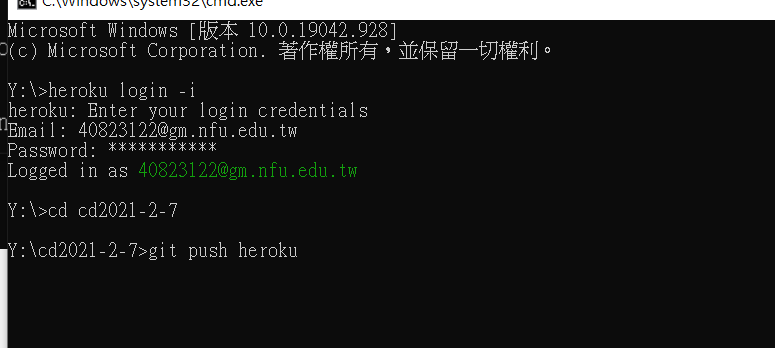 C:\Windows\system32\cmd.exe
Microsoft Windows [版本 10.0.19042.928]
(c) Microsoft Corporation. 著作權所有，並保留一切權利。
Y:\>heroku login -i
heroku: Enter your login credentials
Email: 40823122@gm.nfu.edu.tw
Password: ***********
Logged in as 40823122@gm.nfu.edu.tw
Y:\>cd cd2021-2-7
Y:\cd2021-2-7>git push heroku